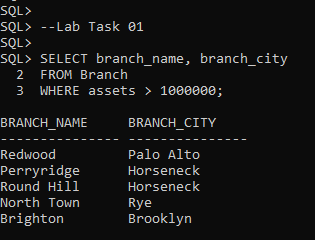 SQL>
SQL> --Lab Task 01
SQL>
SQL> SELECT branch_name, branch_city
  2  FROM Branch
  3  WHERE assets > 1000000;

BRANCH_NAME     BRANCH_CITY
--------------- ---------------
Redwood         Palo Alto
Perryridge      Horseneck
Round Hill      Horseneck
North Town      Rye
Brighton        Brooklyn